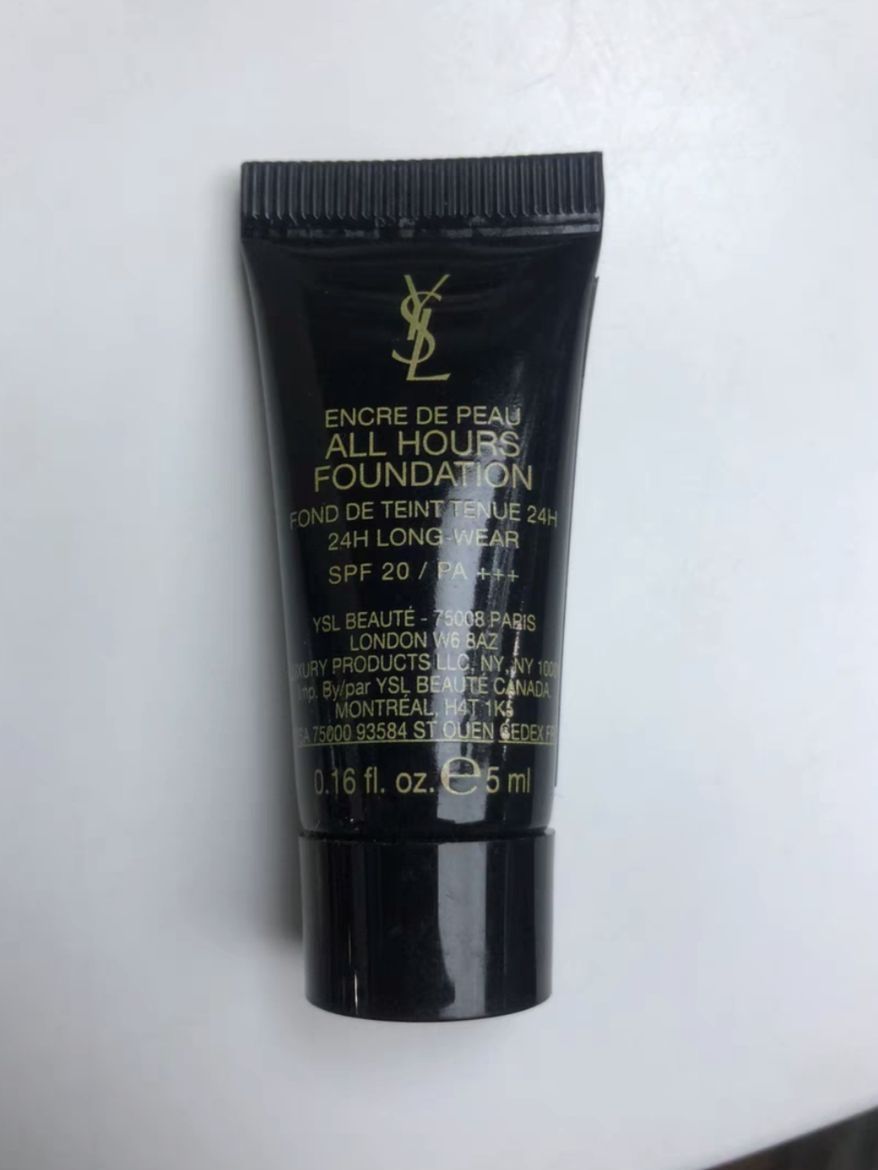 YSL
ENCRE DE PEAU
ALL HOURS
FOUNDATION
FOND DE TEINT TENUE 24H
24H LONG-WEAR
SPF 20 / PA +++
YSL BEAUTÉ - 75008 PARIS
LONDON W6 8AZ
PRODUCTS LLC, NY, NY
By/par YSL BEAUTÉ CANADA,
MONTRÉAL, H4T 1K5
75000 93584 ST OUEN CEDEX
0.16 fl. oz. e 5 ml